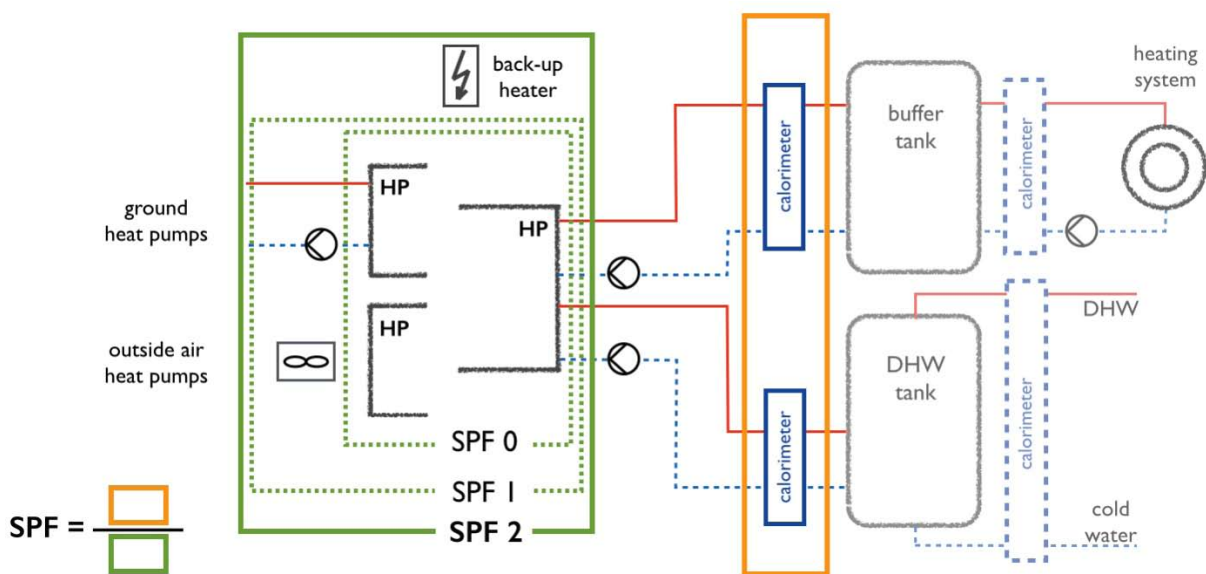 back-up
heater
HP
HP
HP
ground
heat pumps
outside air
heat pumps
SPF 0
SPF 1
SPF 2
SPF =
calorimeter
calorimeter
buffer
tank
DHW
tank
calorimeter
calorimeter
heating
system
DHW
cold
water